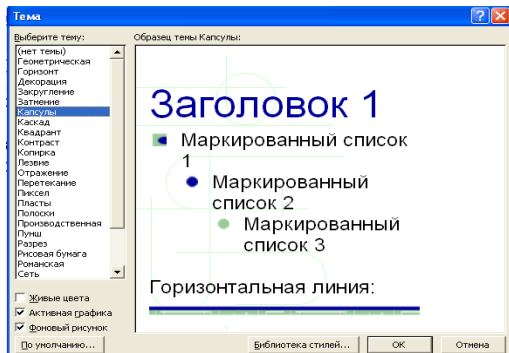 Тема
Выберите тему:
Образец темы Капсулы:
(нет темы)
Геометрическая
Горизонт
Декорация
Закругление
Затмение
Капсулы
Каскад
Квадрант
Контраст
Копирка
Лезвие
Отражение
Перетекание
Пиксел
Пласты
Полоски
Производственная
Пунш
Разрез
Рисовая бумага
Романская
Сеть
Заголовок 1
Маркированный список
1
Маркированный
список 2
Маркированный
список 3
Горизонтальная линия:
Живые цвета
Активная графика
Фоновый рисунок
По умолчанию...
Библиотека стилей...
ОК
Отмена